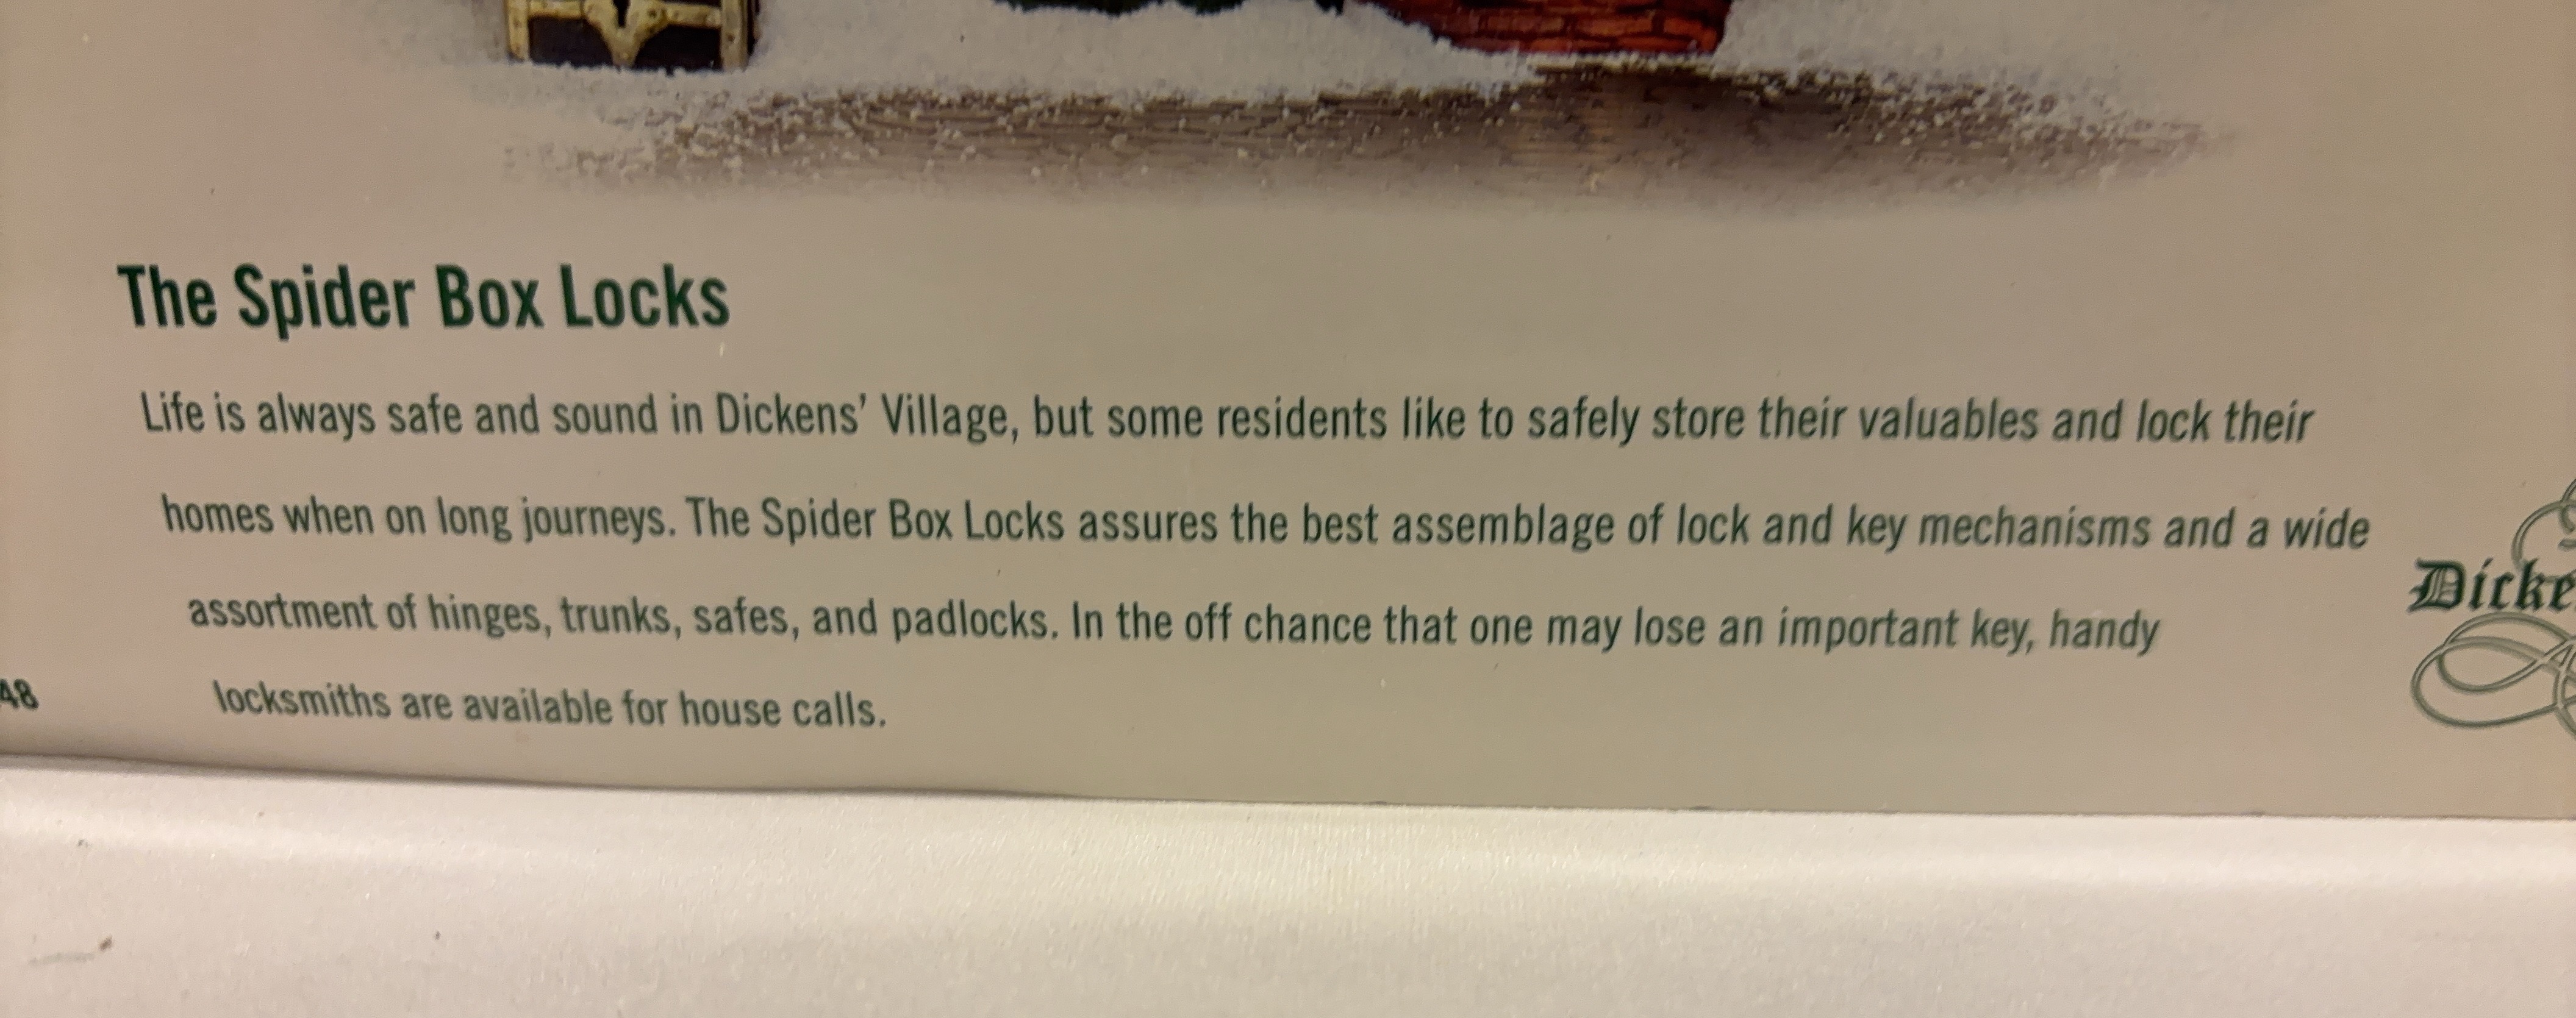 The Spider Box Locks
Life is always safe and sound in Dickens' Village, but some residents like to safely store their valuables and lock their
homes when on long journeys. The Spider Box Locks assures the best assemblage of lock and key mechanisms and a wide
assortment of hinges, trunks, safes, and padlocks. In the off chance that one may lose an important key, handy
locksmiths are available for house calls.
48
Dicke